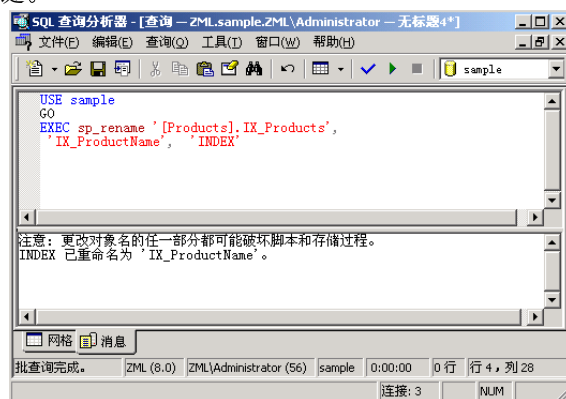 SQL 查询分析器 - [查询 — ZML.sample.ZML\Administrator — 无标题4*]
文件(F) 编辑(E) 查询(Q) 工具(T) 窗口(W) 帮助(H)
sample
USE sample
GO
EXEC sp_rename '[Products].IX_Products',
'IX_ProductName', 'INDEX'
注意: 更改对象名的任一部分都可能破坏脚本和存储过程。
INDEX 已重命名为 'IX_ProductName'。
网格 消息
批查询完成。 ZML (8.0) ZML\Administrator (56) sample 0:00:00 0 行 行 4，列 28
连接: 3 NUM